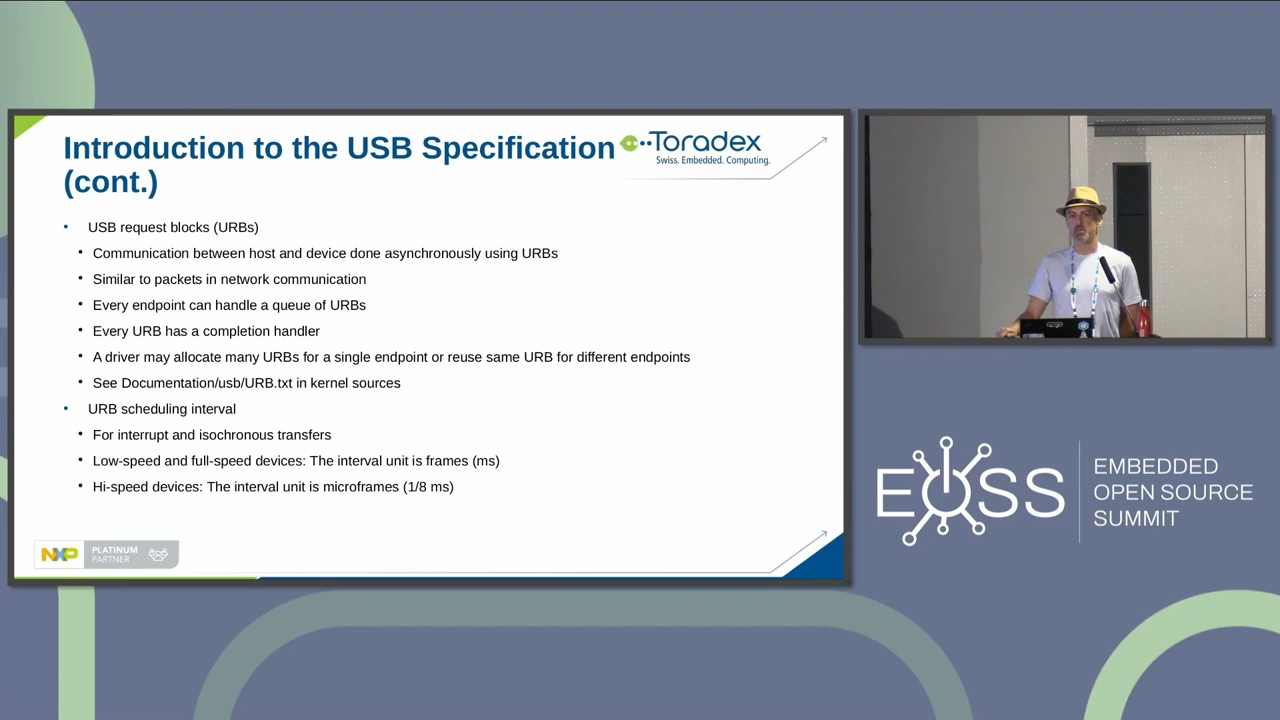 Introduction to the USB Specification
(cont.)
Toradex
Swiss. Embedded. Computing.
• USB request blocks (URBs)
• Communication between host and device done asynchronously using URBs
• Similar to packets in network communication
• Every endpoint can handle a queue of URBs
• Every URB has a completion handler
• A driver may allocate many URBs for a single endpoint or reuse same URB for different endpoints
• See Documentation/usb/URB.txt in kernel sources
• URB scheduling interval
• For interrupt and isochronous transfers
• Low-speed and full-speed devices: The interval unit is frames (ms)
• Hi-speed devices: The interval unit is microframes (1/8 ms)
NXP
PLATINUM
PARTNER
EOSS
EMBEDDED
OPEN SOURCE
SUMMIT